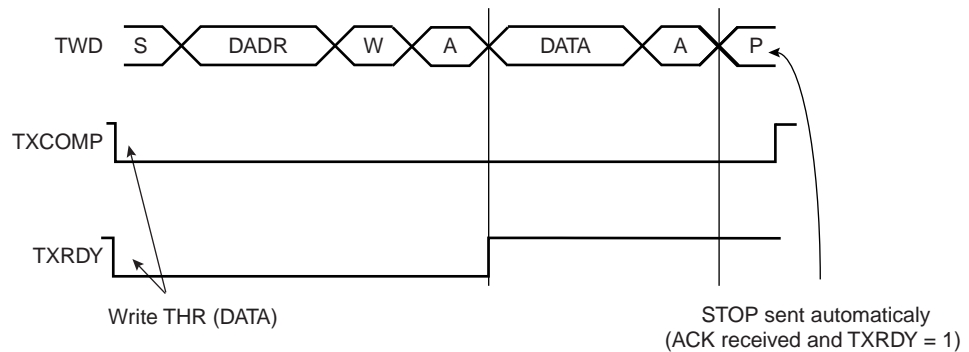 TWD S DADR W A DATA A P
TXCOMP
TXRDY
Write THR (DATA)
STOP sent automaticaly
(ACK received and TXRDY = 1)